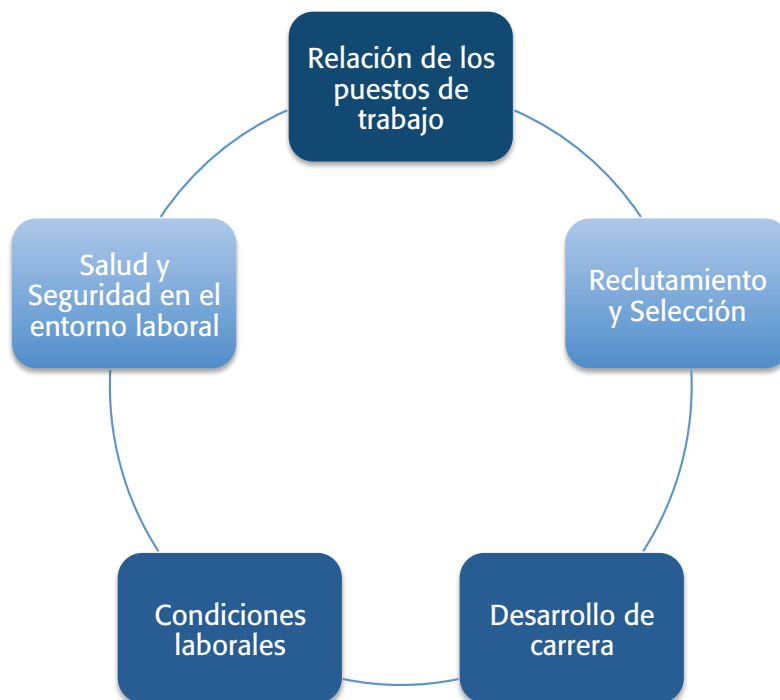 Relación de los
puestos de
trabajo
Reclutamiento
y Selección
Desarrollo de
carrera
Condiciones
laborales
Salud y
Seguridad en el
entorno laboral